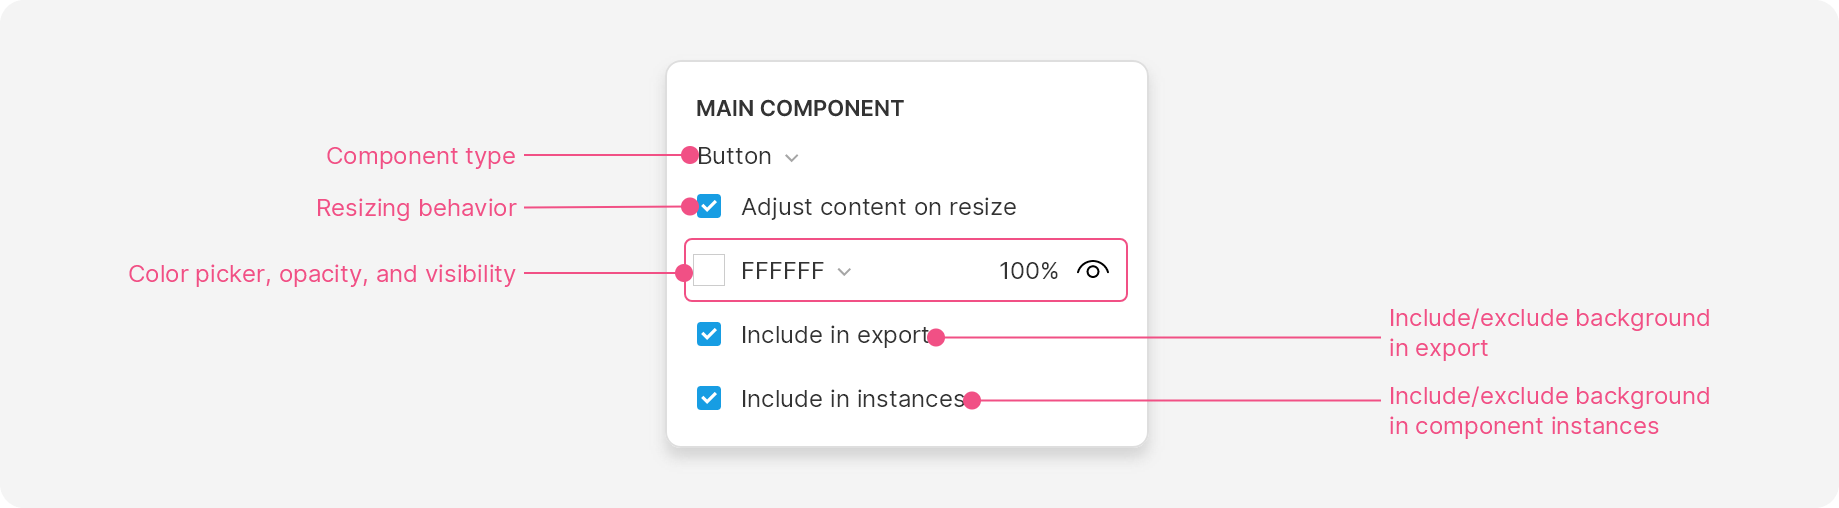 MAIN COMPONENT
Component type
Button
Resizing behavior
Adjust content on resize
Color picker, opacity, and visibility
FFFFFF
100%
Include in export
Include/exclude background
in export
Include in instances
Include/exclude background
in component instances